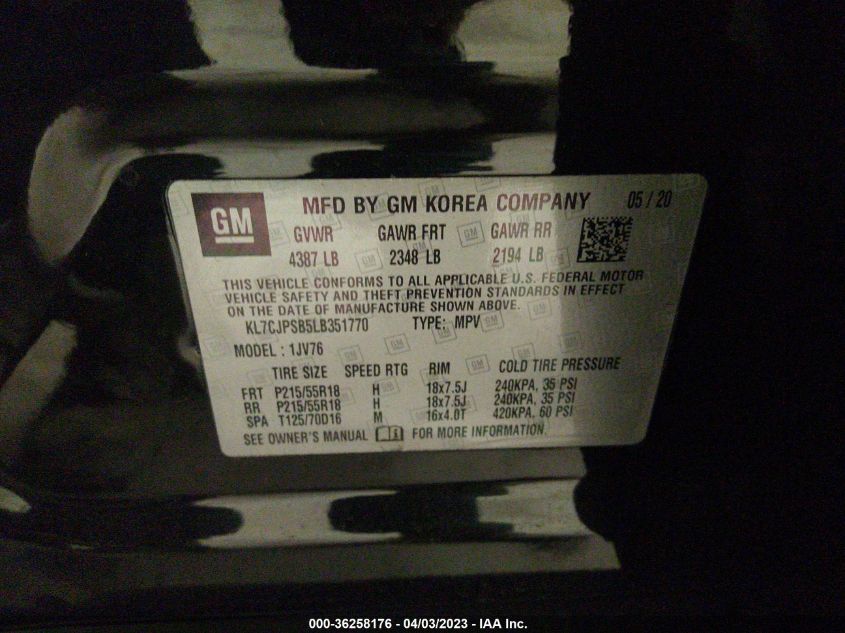 GM MFD BY GM KOREA COMPANY 05 / 20
GVWR GAWR FRT GAWR RR
4387 LB 2348 LB 2194 LB
THIS VEHICLE CONFORMS TO ALL APPLICABLE U.S. FEDERAL MOTOR
VEHICLE SAFETY AND THEFT PREVENTION STANDARDS IN EFFECT
ON THE DATE OF MANUFACTURE SHOWN ABOVE.
KL7CJPSB5LB351770 TYPE: MPV
MODEL : 1JV76
TIRE SIZE SPEED RTG RIM COLD TIRE PRESSURE
FRT P215/55R18 H 18x7.5J 240KPA, 35 PSI
RR P215/55R18 H 18x7.5J 240KPA, 35 PSI
SPA T125/70D16 M 16x4.0T 420KPA, 60 PSI
SEE OWNER'S MANUAL FOR MORE INFORMATION.
000-36258176 - 04/03/2023 - IAA Inc.